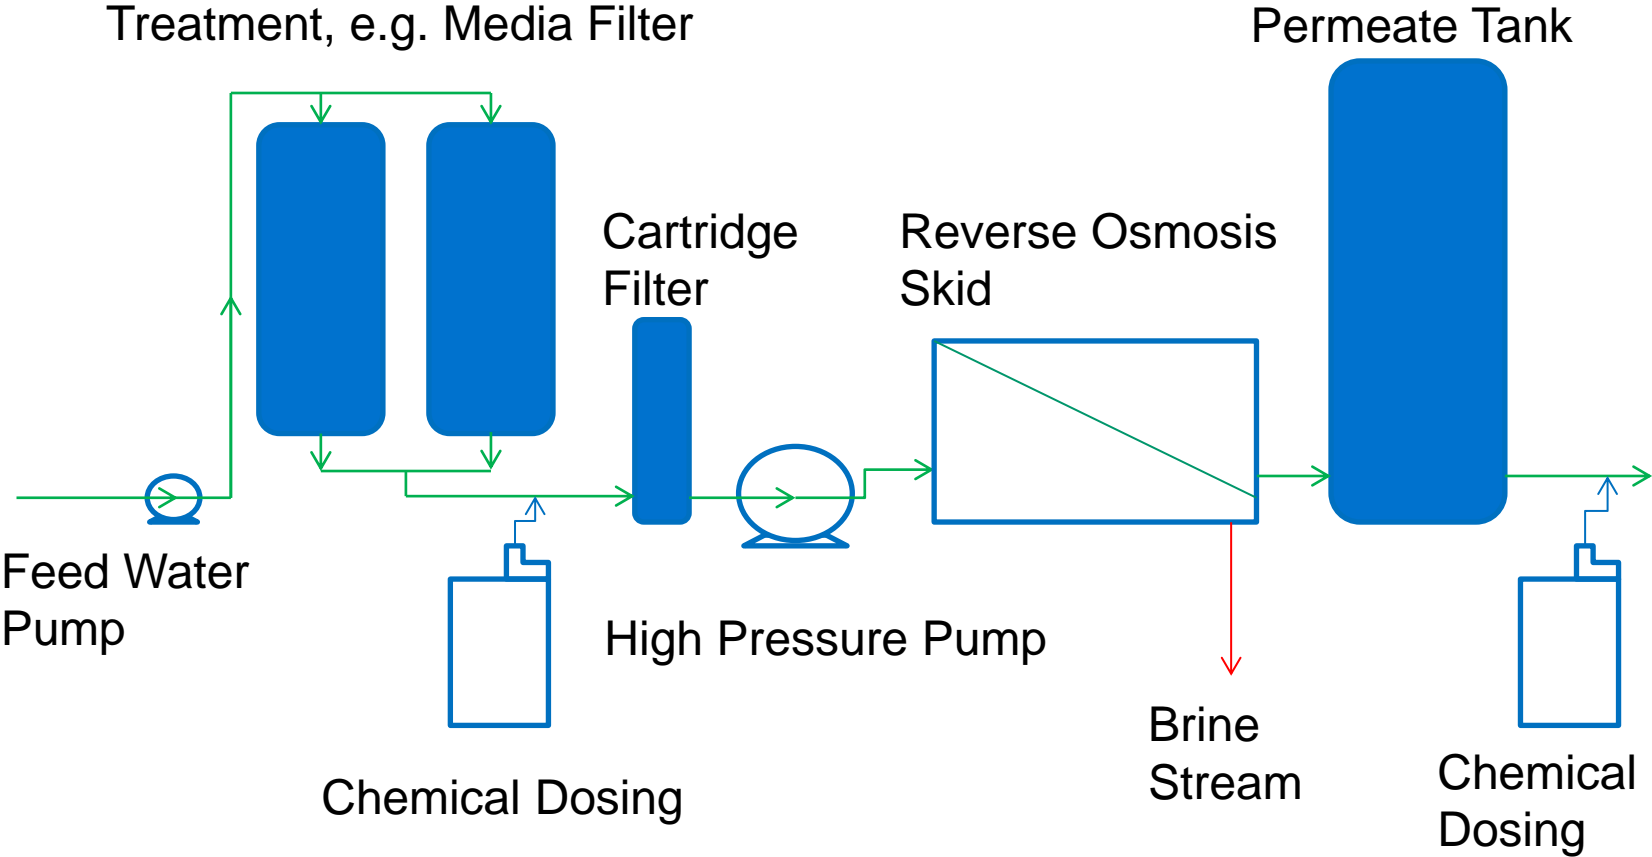 Treatment, e.g. Media Filter
Permeate Tank
Cartridge
Filter
Reverse Osmosis
Skid
Feed Water
Pump
High Pressure Pump
Chemical Dosing
Brine
Stream
Chemical
Dosing